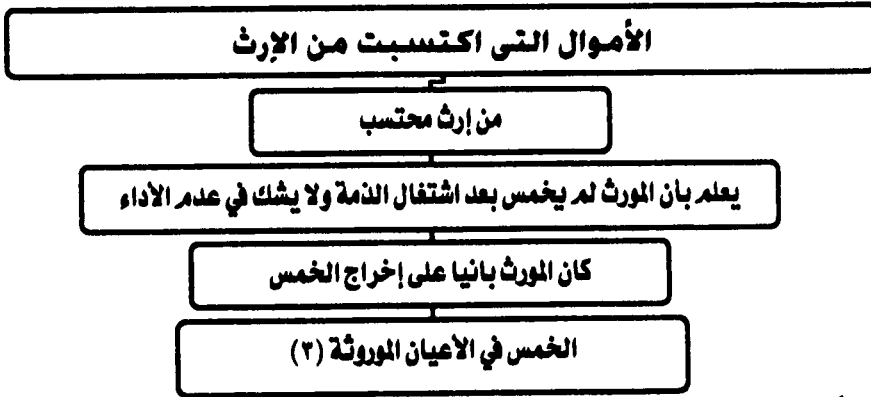 الأموال التى اكتسبت من الإرث
من إرث محتسب
يعلم بأن المورث لم يخمس بعد اشتغال الذمة ولا يشك في عدم الأداء
كان المورث بانيا على إخراج الخمس
الخمس في الأعيان الموروثة (٣)